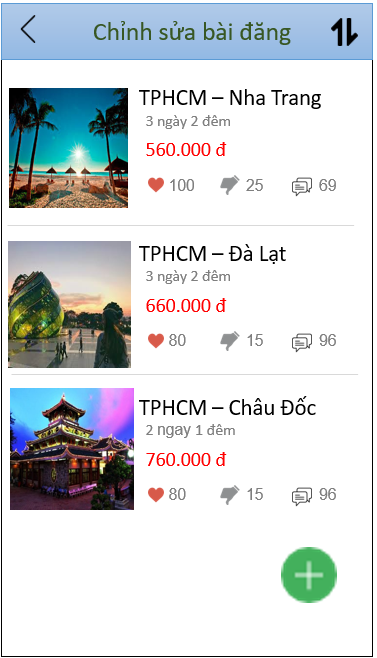 Chỉnh sửa bài đăng
TPHCM – Nha Trang
3 ngày 2 đêm
560.000 đ
100 25 69
TPHCM – Đà Lạt
3 ngày 2 đêm
660.000 đ
80 15 96
TPHCM – Châu Đốc
2 ngay 1 đêm
760.000 đ
80 15 96